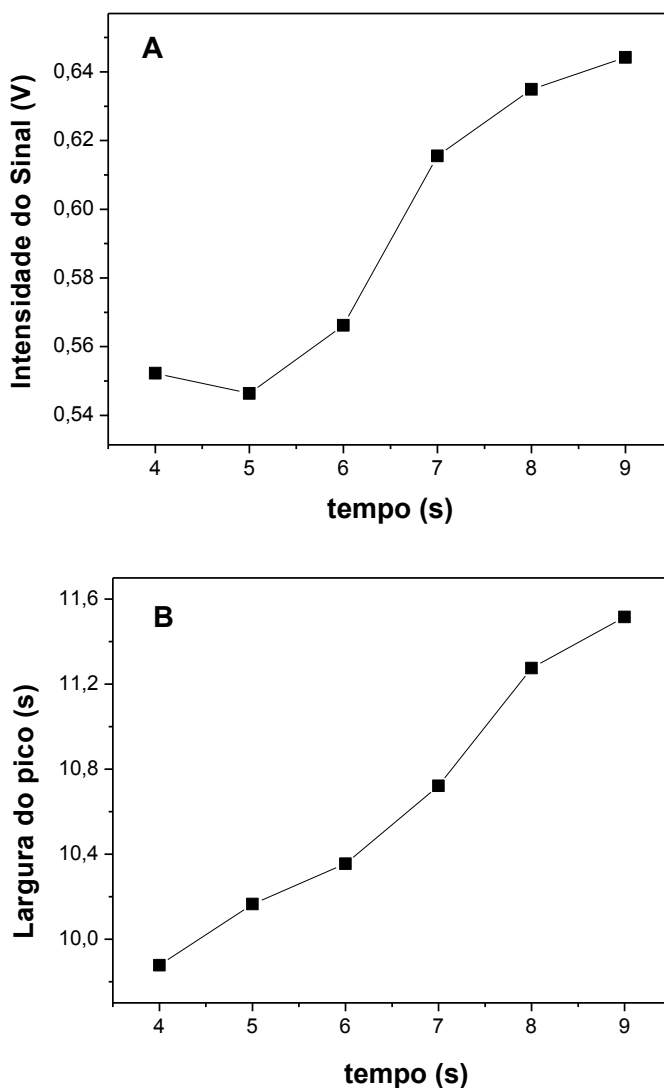 A
Intensidade do Sinal (V)
0,64
0,62
0,60
0,58
0,56
0,54
4 5 6 7 8 9
tempo (s)
B
Largura do pico (s)
11,6
11,2
10,8
10,4
10,0
4 5 6 7 8 9
tempo (s)